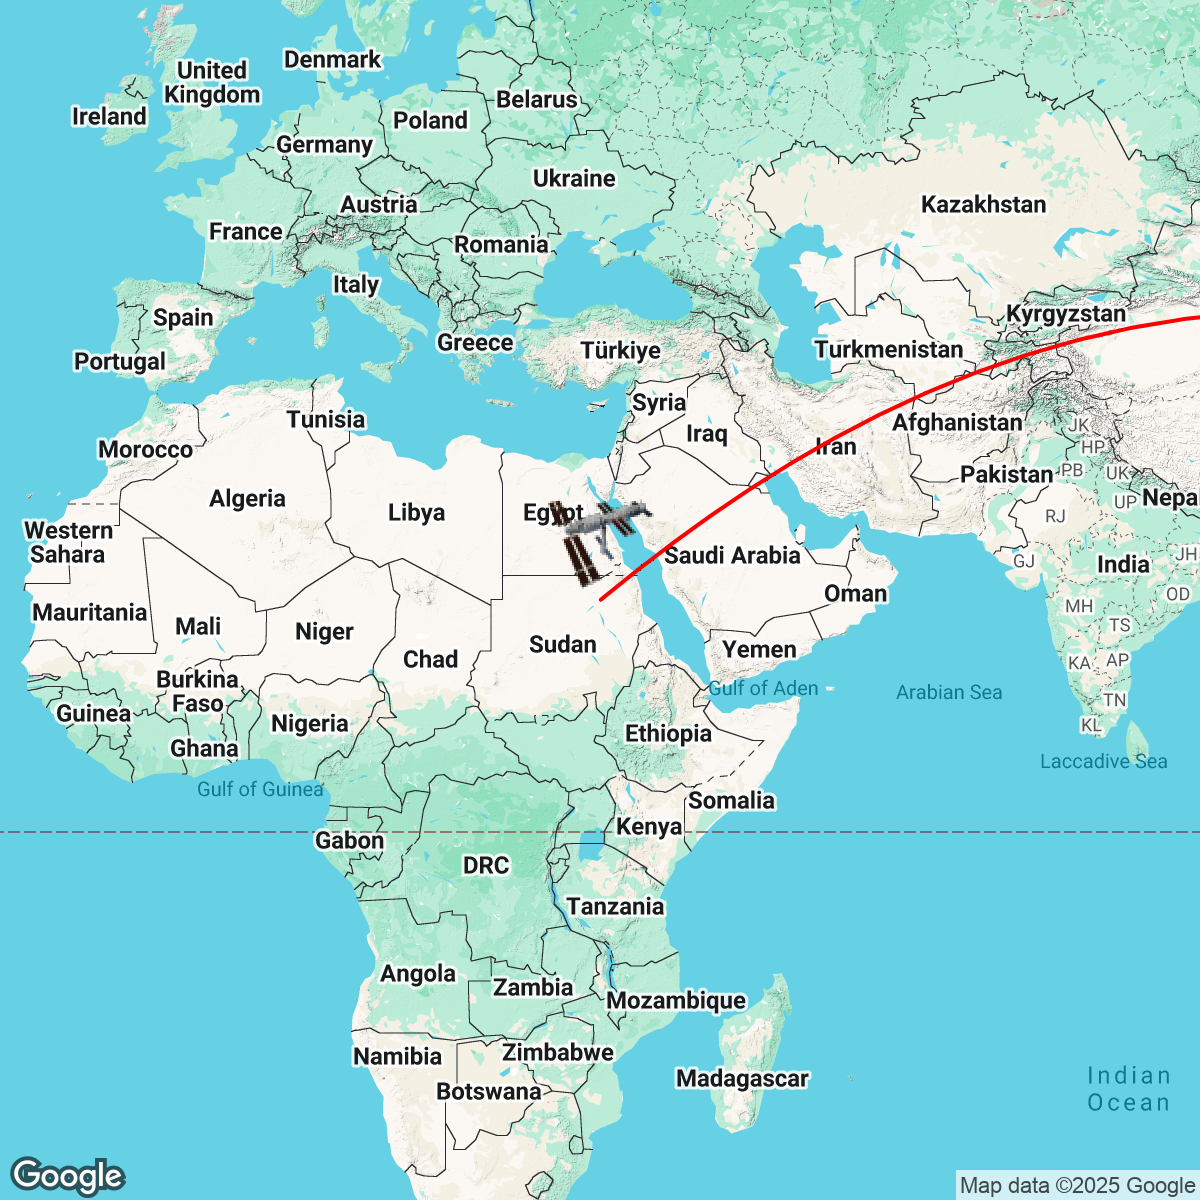 Denmark
United
Kingdom
Belarus
Ireland
Poland
Germany
Ukraine
Austria
Kazakhstan
France
Romania
Italy
Kyrgyzstan
Spain
Greece
Türkiye
Turkmenistan
Portugal
Syria
Tunisia
Afghanistan
JK
Iraq
Iran
HP
Morocco
PB
UK
Pakistan
Algeria
Nepa
UP
Libya
Egypt
RJ
Western
Sahara
Saudi Arabia
JH
GJ
India
Oman
OD
MH
Mauritania
Mali
Niger
TS
Sudan
Yemen
Chad
KA
AP
Burkina
Faso
Gulf of Aden
Arabian Sea
TN
Guinea
Nigeria
KL
Ethiopia
Ghana
Laccadive Sea
Gulf of Guinea
Somalia
Kenya
Gabon
DRC
Tanzania
Angola
Zambia
Mozambique
Zimbabwe
Namibia
Madagascar
Indian
Ocean
Botswana
Google
Map data ©2025 Google